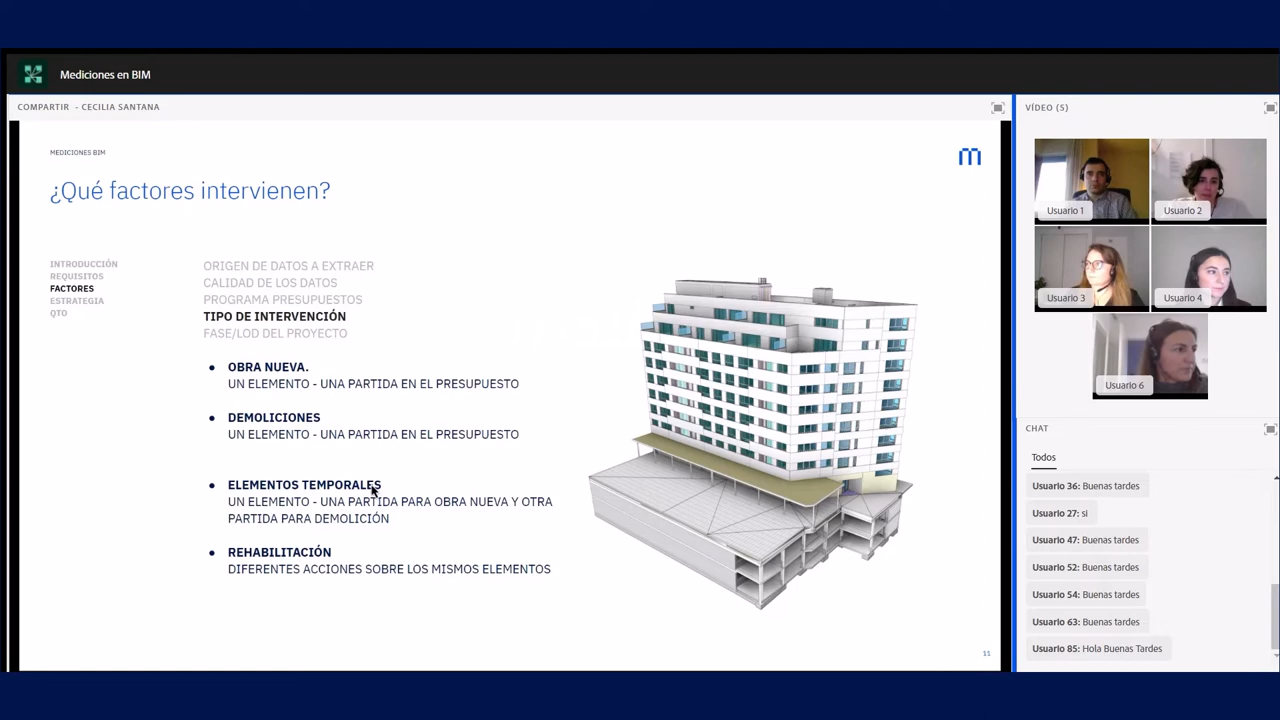 Mediciones en BIM
COMPARTIR - CECILIA SANTANA
MEDICIONES BIM
m
¿Qué factores intervienen?
INTRODUCCIÓN
REQUISITOS
FACTORES
ESTRATEGIA
QTO
ORIGEN DE DATOS A EXTRAER
CALIDAD DE LOS DATOS
PROGRAMA PRESUPUESTOS
TIPO DE INTERVENCIÓN
FASE/LOD DEL PROYECTO
● OBRA NUEVA.
UN ELEMENTO - UNA PARTIDA EN EL PRESUPUESTO
● DEMOLICIONES
UN ELEMENTO - UNA PARTIDA EN EL PRESUPUESTO
● ELEMENTOS TEMPORALES
UN ELEMENTO - UNA PARTIDA PARA OBRA NUEVA Y OTRA
PARTIDA PARA DEMOLICIÓN
● REHABILITACIÓN
DIFERENTES ACCIONES SOBRE LOS MISMOS ELEMENTOS
11
VÍDEO (5)
Usuario 1
Usuario 2
Usuario 3
Usuario 4
Usuario 6
CHAT
Todos
Usuario 36: Buenas tardes
Usuario 27: si
Usuario 47: Buenas tardes
Usuario 52: Buenas tardes
Usuario 54: Buenas tardes
Usuario 63: Buenas tardes
Usuario 85: Hola Buenas Tardes